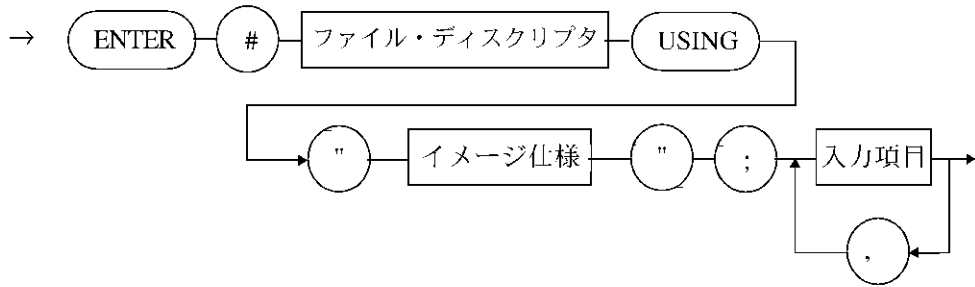 → ENTER # ファイル・ディスクリプタ USING
" イメージ仕様 " ; 入力項目
,